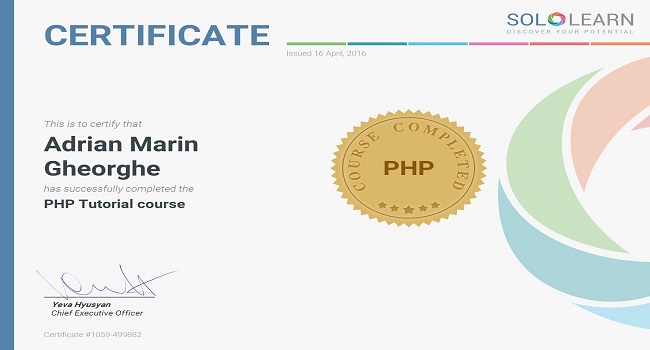 CERTIFICATE
SOLOLEARN
DISCOVER YOUR POTENTIAL
Issued 16 April, 2016
This is to certify that
Adrian Marin
Gheorghe
has successfully completed the
PHP Tutorial course
COURSE COMPLETED
PHP
Yeva Hyusyan
Chief Executive Officer
Certificate #1059-499882